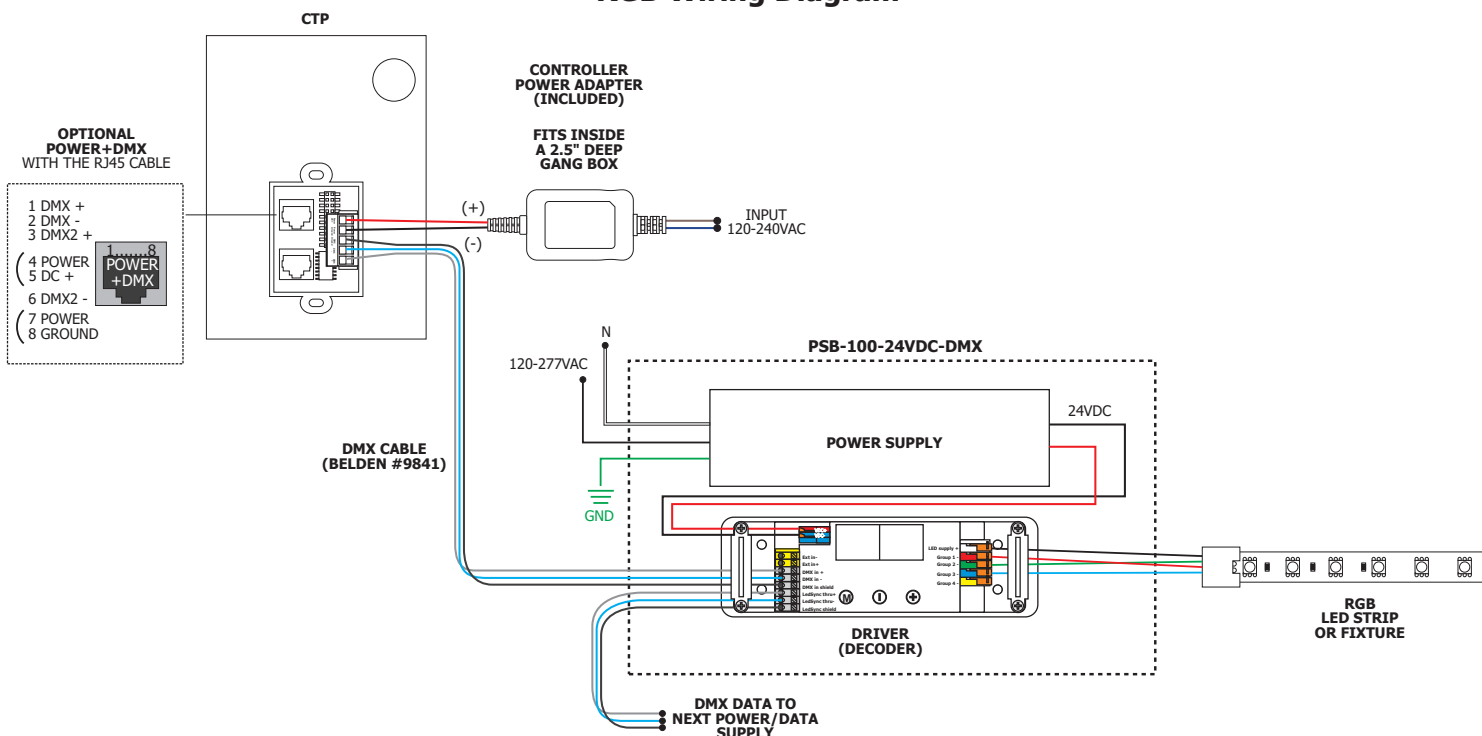 RGB Wiring Diagram
CTP
CONTROLLER
POWER ADAPTER
(INCLUDED)
FITS INSIDE
A 2.5" DEEP
GANG BOX
OPTIONAL
POWER+DMX
WITH THE RJ45 CABLE
1 DMX +
2 DMX -
3 DMX2 +
4 POWER
5 DC +
6 DMX2 -
7 POWER
8 GROUND
1.......8
POWER
+DMX
(+)
(-)
INPUT
120-240VAC
N
120-277VAC
PSB-100-24VDC-DMX
24VDC
POWER SUPPLY
GND
DMX CABLE
(BELDEN #9841)
Ext in-
Ext in+
DMX in +
DMX in -
DMX in shield
LedSync thru+
LedSync thru-
LedSync shield
M
I
+
LED supply +
Group 1 -
Group 2 -
Group 3 -
Group 4 -
DRIVER
(DECODER)
RGB
LED STRIP
OR FIXTURE
DMX DATA TO
NEXT POWER/DATA
SUPPLY